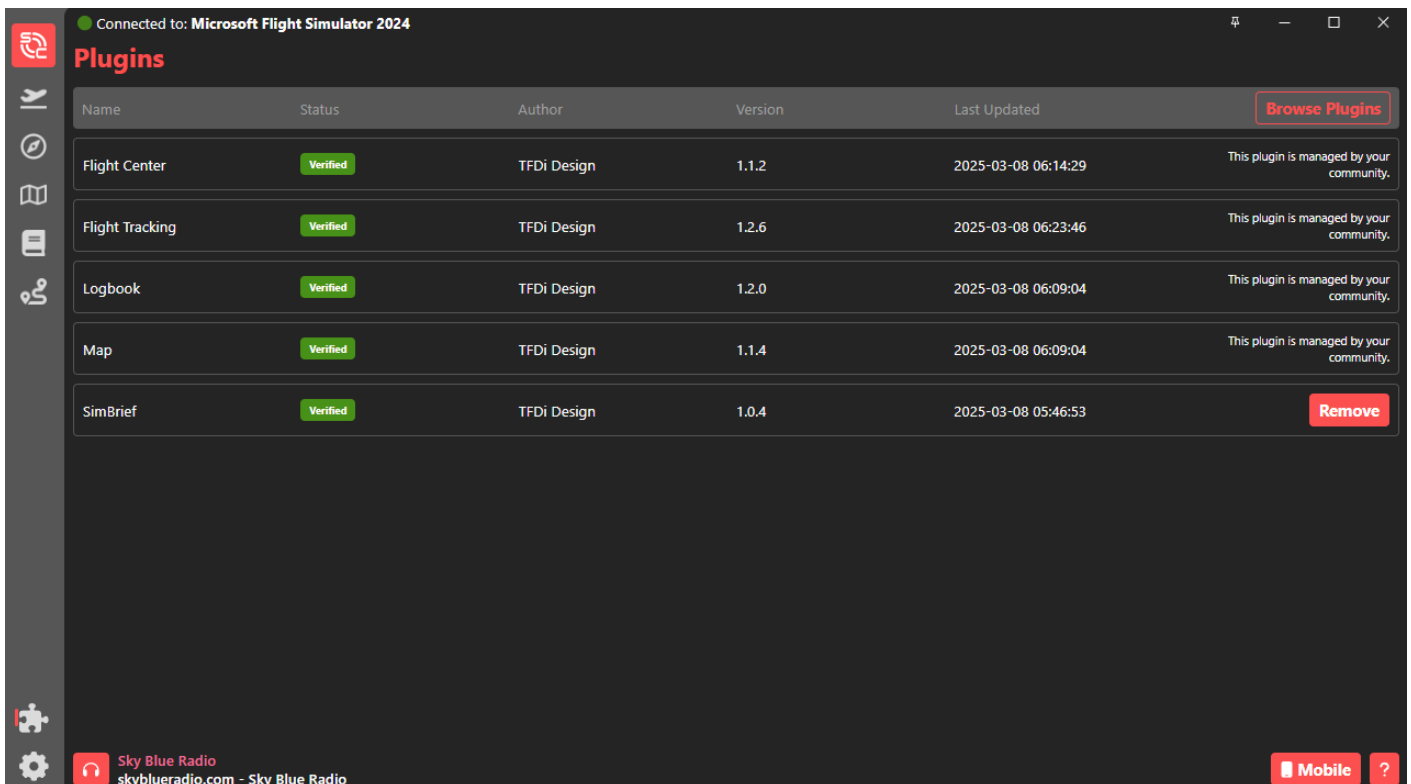 Connected to: Microsoft Flight Simulator 2024
Plugins
Name Status Author Version Last Updated Browse Plugins
Flight Center Verified TFDi Design 1.1.2 2025-03-08 06:14:29 This plugin is managed by your
community.
Flight Tracking Verified TFDi Design 1.2.6 2025-03-08 06:23:46 This plugin is managed by your
community.
Logbook Verified TFDi Design 1.2.0 2025-03-08 06:09:04 This plugin is managed by your
community.
Map Verified TFDi Design 1.1.4 2025-03-08 06:09:04 This plugin is managed by your
community.
SimBrief Verified TFDi Design 1.0.4 2025-03-08 05:46:53 Remove
Sky Blue Radio
skyblueradio.com - Sky Blue Radio
Mobile ?